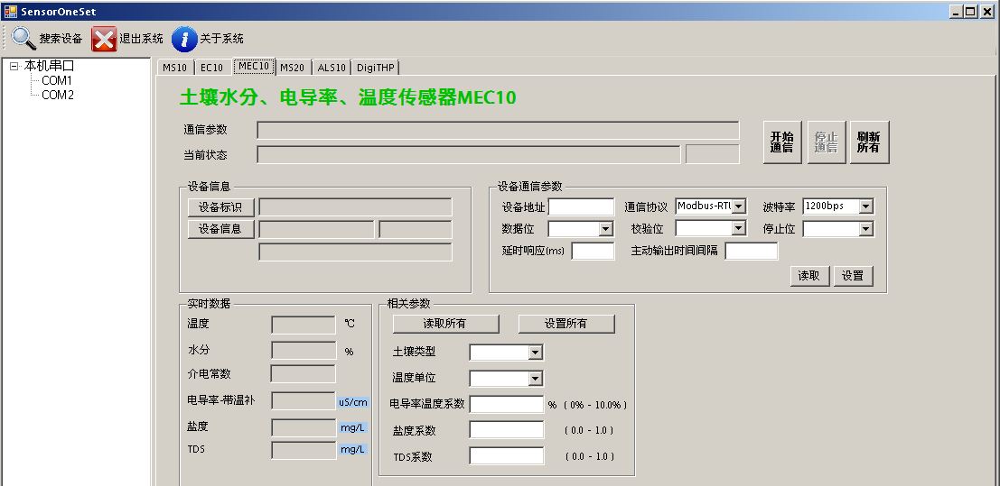 SensorOneSet
搜索设备 退出系统 关于系统
本机串口
COM1
COM2
MS10 EC10 MEC10 MS20 ALS10 DigiTHP
土壤水分、电导率、温度传感器MEC10
通信参数
当前状态
开始通信 停止通信 刷新所有
设备信息
设备标识
设备信息
设备通信参数
设备地址 通信协议 Modbus-RTU 波特率 1200bps
数据位 校验位 停止位
延时响应(ms) 主动输出时间间隔
读取 设置
实时数据
温度 ℃
水分 %
介电常数
电导率-带温补 uS/cm
盐度 mg/L
TDS mg/L
相关参数
读取所有 设置所有
土壤类型
温度单位
电导率温度系数 % ( 0% - 10.0% )
盐度系数 ( 0.0 - 1.0 )
TDS系数 ( 0.0 - 1.0 )